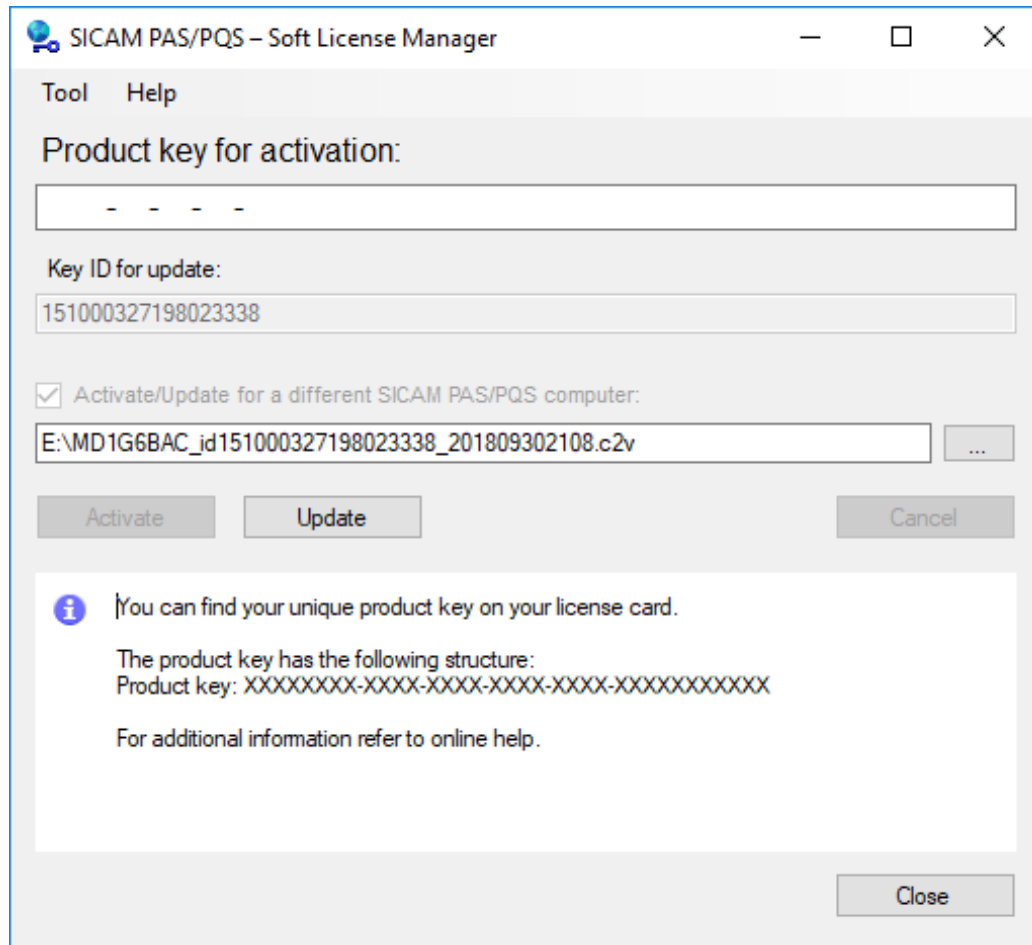 SICAM PAS/PQS – Soft License Manager
Tool Help
Product key for activation:
- - - -
Key ID for update:
151000327198023338
Activate/Update for a different SICAM PAS/PQS computer:
E:\MD1G6BAC_id151000327198023338_201809302108.c2v
...
Activate Update Cancel
You can find your unique product key on your license card.
The product key has the following structure:
Product key: XXXXXXXX-XXXX-XXXX-XXXX-XXXX-XXXXXXXXXXX
For additional information refer to online help.
Close